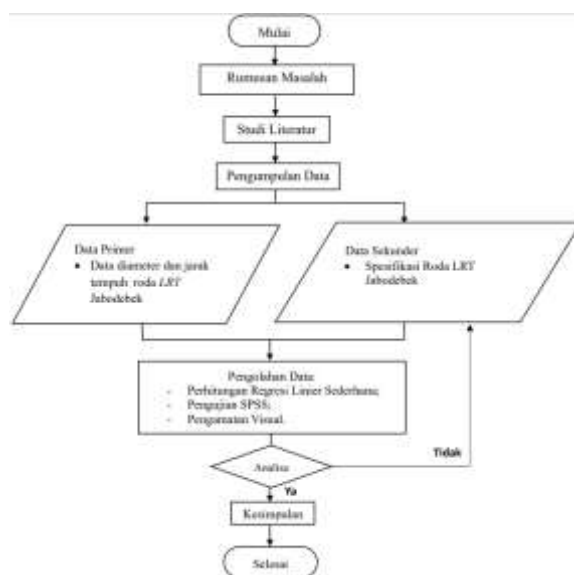 Mulai
Rumusan Masalah
Studi Literatur
Pengumpulan Data
Data Primer
• Data diameter dan jarak
tempuh roda LRT
Jabodebek
Data Sekunder
• Spesifikasi Roda LRT
Jabodebek
Pengolahan Data:
- Perhitungan Regresi Linier Sederhana;
- Pengujian SPSS;
- Pengamatan Visual.
Analisa
Tidak
Ya
Kesimpulan
Selesai